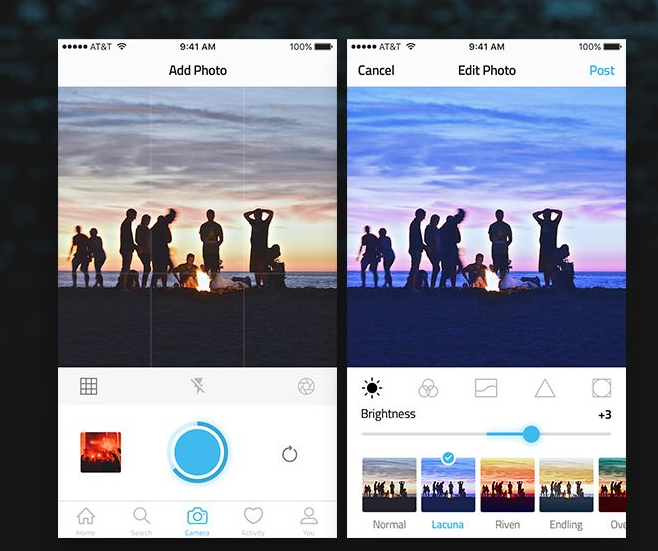 AT&T 9:41 AM 100%
Add Photo
Home Search Camera Activity You
AT&T 9:41 AM 100%
Cancel Edit Photo Post
Brightness +3
Normal Lacuna Riven Endling Ove